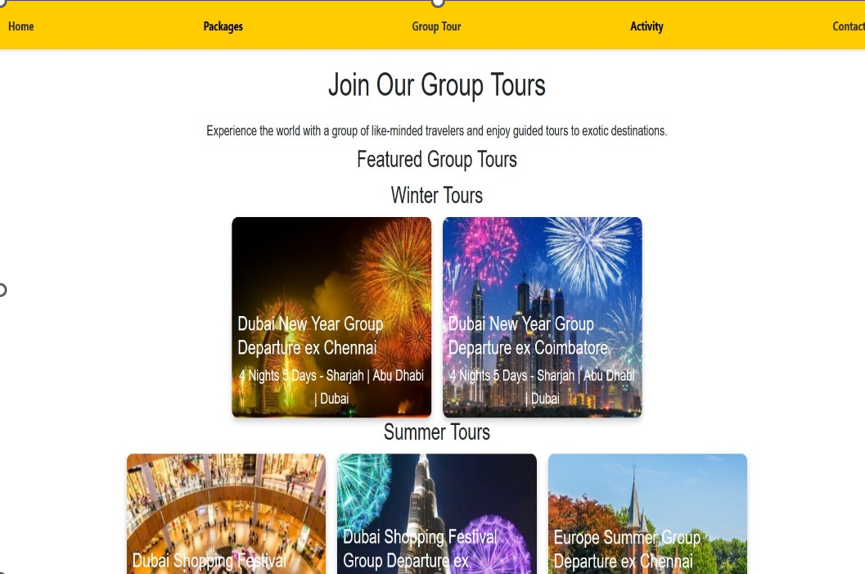 Home Packages Group Tour Activity Contact
Join Our Group Tours
Experience the world with a group of like-minded travelers and enjoy guided tours to exotic destinations.
Featured Group Tours
Winter Tours
Dubai New Year Group
Departure ex Chennai
4 Nights 5 Days - Sharjah | Abu Dhabi
| Dubai
Dubai New Year Group
Departure ex Coimbatore
4 Nights 5 Days - Sharjah | Abu Dhabi
| Dubai
Summer Tours
Dubai Shopping Festival
Dubai Shopping Festival
Group Departure ex
Europe Summer Group
Departure ex Chennai